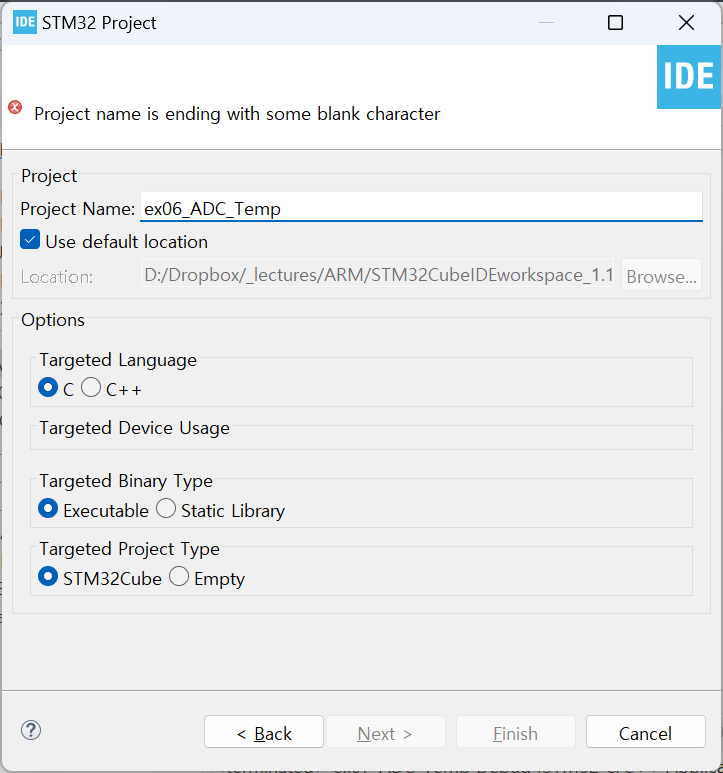 IDE STM32 Project
IDE
Project name is ending with some blank character
Project
Project Name: ex06_ADC_Temp
Use default location
Location: D:/Dropbox/_lectures/ARM/STM32CubeIDEworkspace_1.1 Browse...
Options
Targeted Language
C C++
Targeted Device Usage
Targeted Binary Type
Executable Static Library
Targeted Project Type
STM32Cube Empty
? < Back Next > Finish Cancel